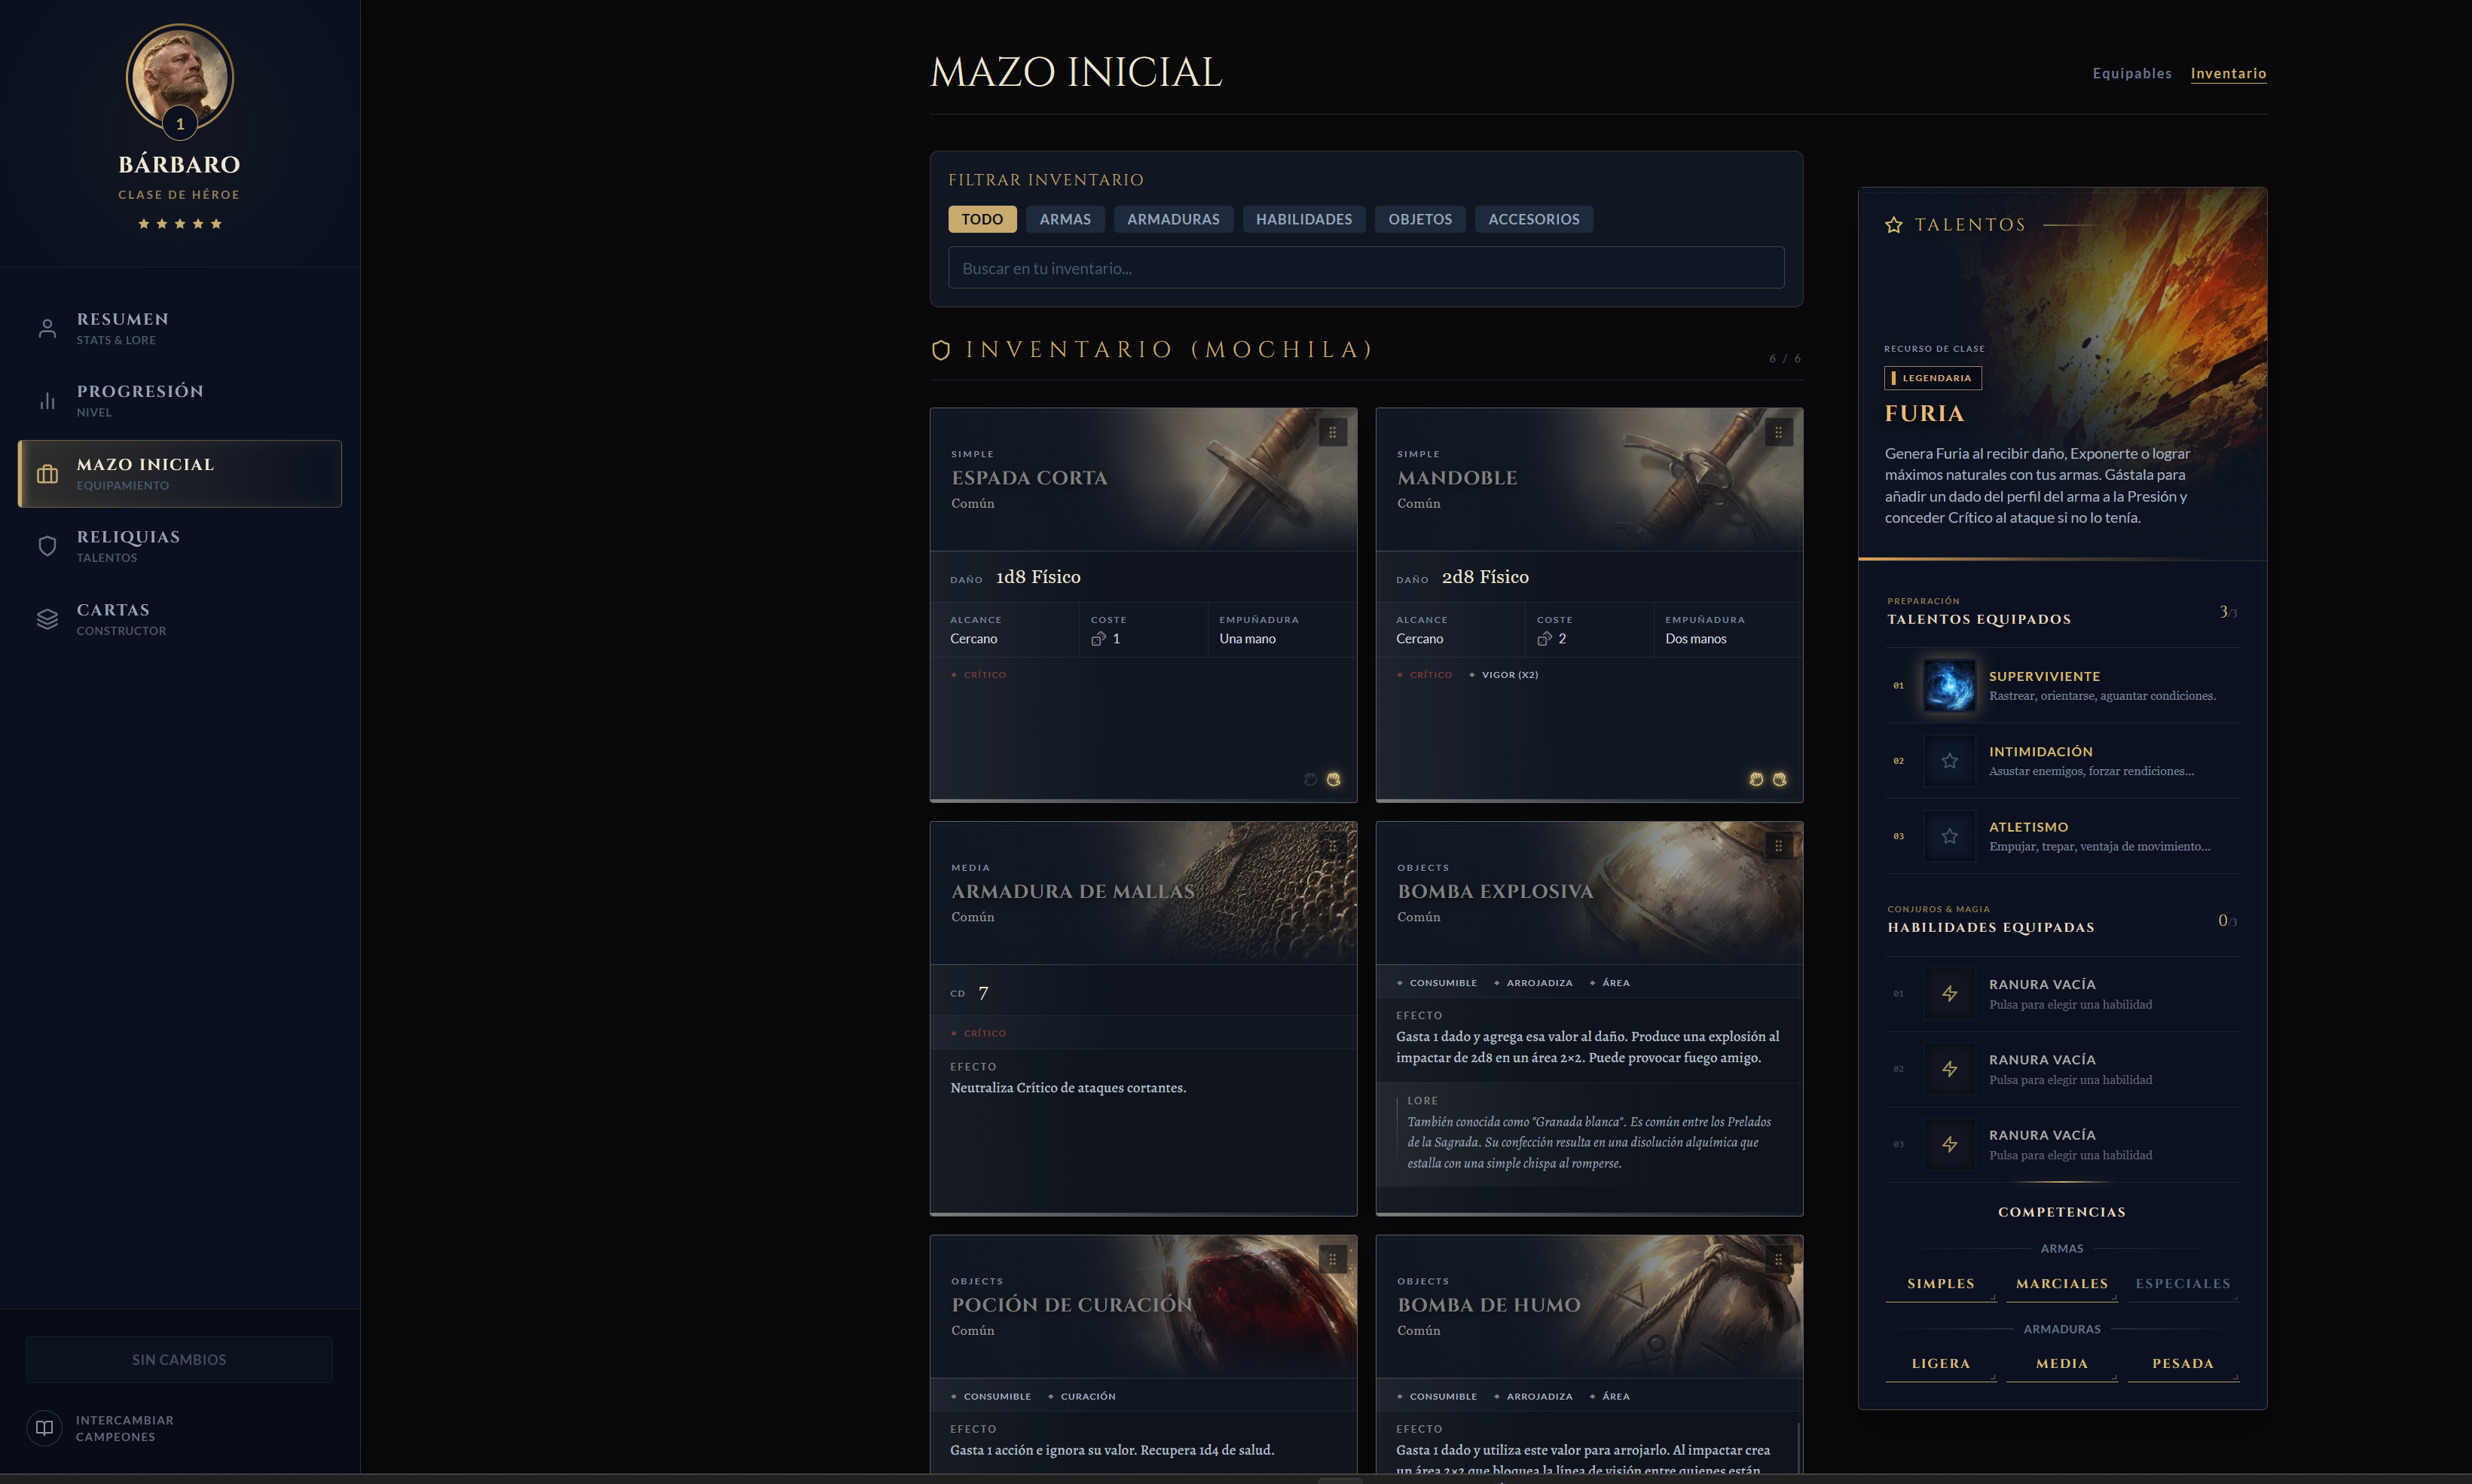 1
BÁRBARO
CLASE DE HÉROE
RESUMEN
STATS & LORE
PROGRESIÓN
NIVEL
MAZO INICIAL
EQUIPAMIENTO
RELIQUIAS
TALENTOS
CARTAS
CONSTRUCTOR
SIN CAMBIOS
INTERCAMBIAR
CAMPEONES
MAZO INICIAL
Equipables Inventario
FILTRAR INVENTARIO
TODO ARMAS ARMADURAS HABILIDADES OBJETOS ACCESORIOS
Buscar en tu inventario...
INVENTARIO (MOCHILA)
6 / 6
SIMPLE
ESPADA CORTA
Común
DAÑO 1d8 Físico
ALCANCE COSTE EMPUÑADURA
Cercano 1 Una mano
CRÍTICO
SIMPLE
MANDOBLE
Común
DAÑO 2d8 Físico
ALCANCE COSTE EMPUÑADURA
Cercano 2 Dos manos
CRÍTICO VIGOR (X2)
MEDIA
ARMADURA DE MALLAS
Común
CD 7
CRÍTICO
EFECTO
Neutraliza Crítico de ataques cortantes.
OBJECTS
BOMBA EXPLOSIVA
Común
CONSUMIBLE ARROJADIZA ÁREA
EFECTO
Gasta 1 dado y agrega ese valor al daño. Produce una explosión al
impactar de 2d8 en un área 2×2. Puede provocar fuego amigo.
LORE
También conocida como "Granada blanca". Es común entre los Prelados
de la Sagrada. Su confección resulta en una disolución alquímica que
estalla con una simple chispa al romperse.
OBJECTS
POCIÓN DE CURACIÓN
Común
CONSUMIBLE CURACIÓN
EFECTO
Gasta 1 acción e ignora su valor. Recupera 1d4 de salud.
OBJECTS
BOMBA DE HUMO
Común
CONSUMIBLE ARROJADIZA ÁREA
EFECTO
Gasta 1 dado y utiliza este valor para arrojarlo. Al impactar crea
un área 2×2 que bloquea la línea de visión entre quienes están
TALENTOS
RECURSO DE CLASE
LEGENDARIA
FURIA
Genera Furia al recibir daño, Exponerte o lograr
máximos naturales con tus armas. Gástala para
añadir un dado del perfil del arma a la Presión y
conceder Crítico al ataque si no lo tenía.
PREPARACIÓN
TALENTOS EQUIPADOS 3/3
01 SUPERVIVIENTE
Rastrear, orientarse, aguantar condiciones.
02 INTIMIDACIÓN
Asustar enemigos, forzar rendiciones...
03 ATLETISMO
Empujar, trepar, ventaja de movimiento...
CONJUROS & MAGIA
HABILIDADES EQUIPADAS 0/3
01 RANURA VACÍA
Pulsa para elegir una habilidad
02 RANURA VACÍA
Pulsa para elegir una habilidad
03 RANURA VACÍA
Pulsa para elegir una habilidad
COMPETENCIAS
ARMAS
SIMPLES MARCIALES ESPECIALES
ARMADURAS
LIGERA MEDIA PESADA